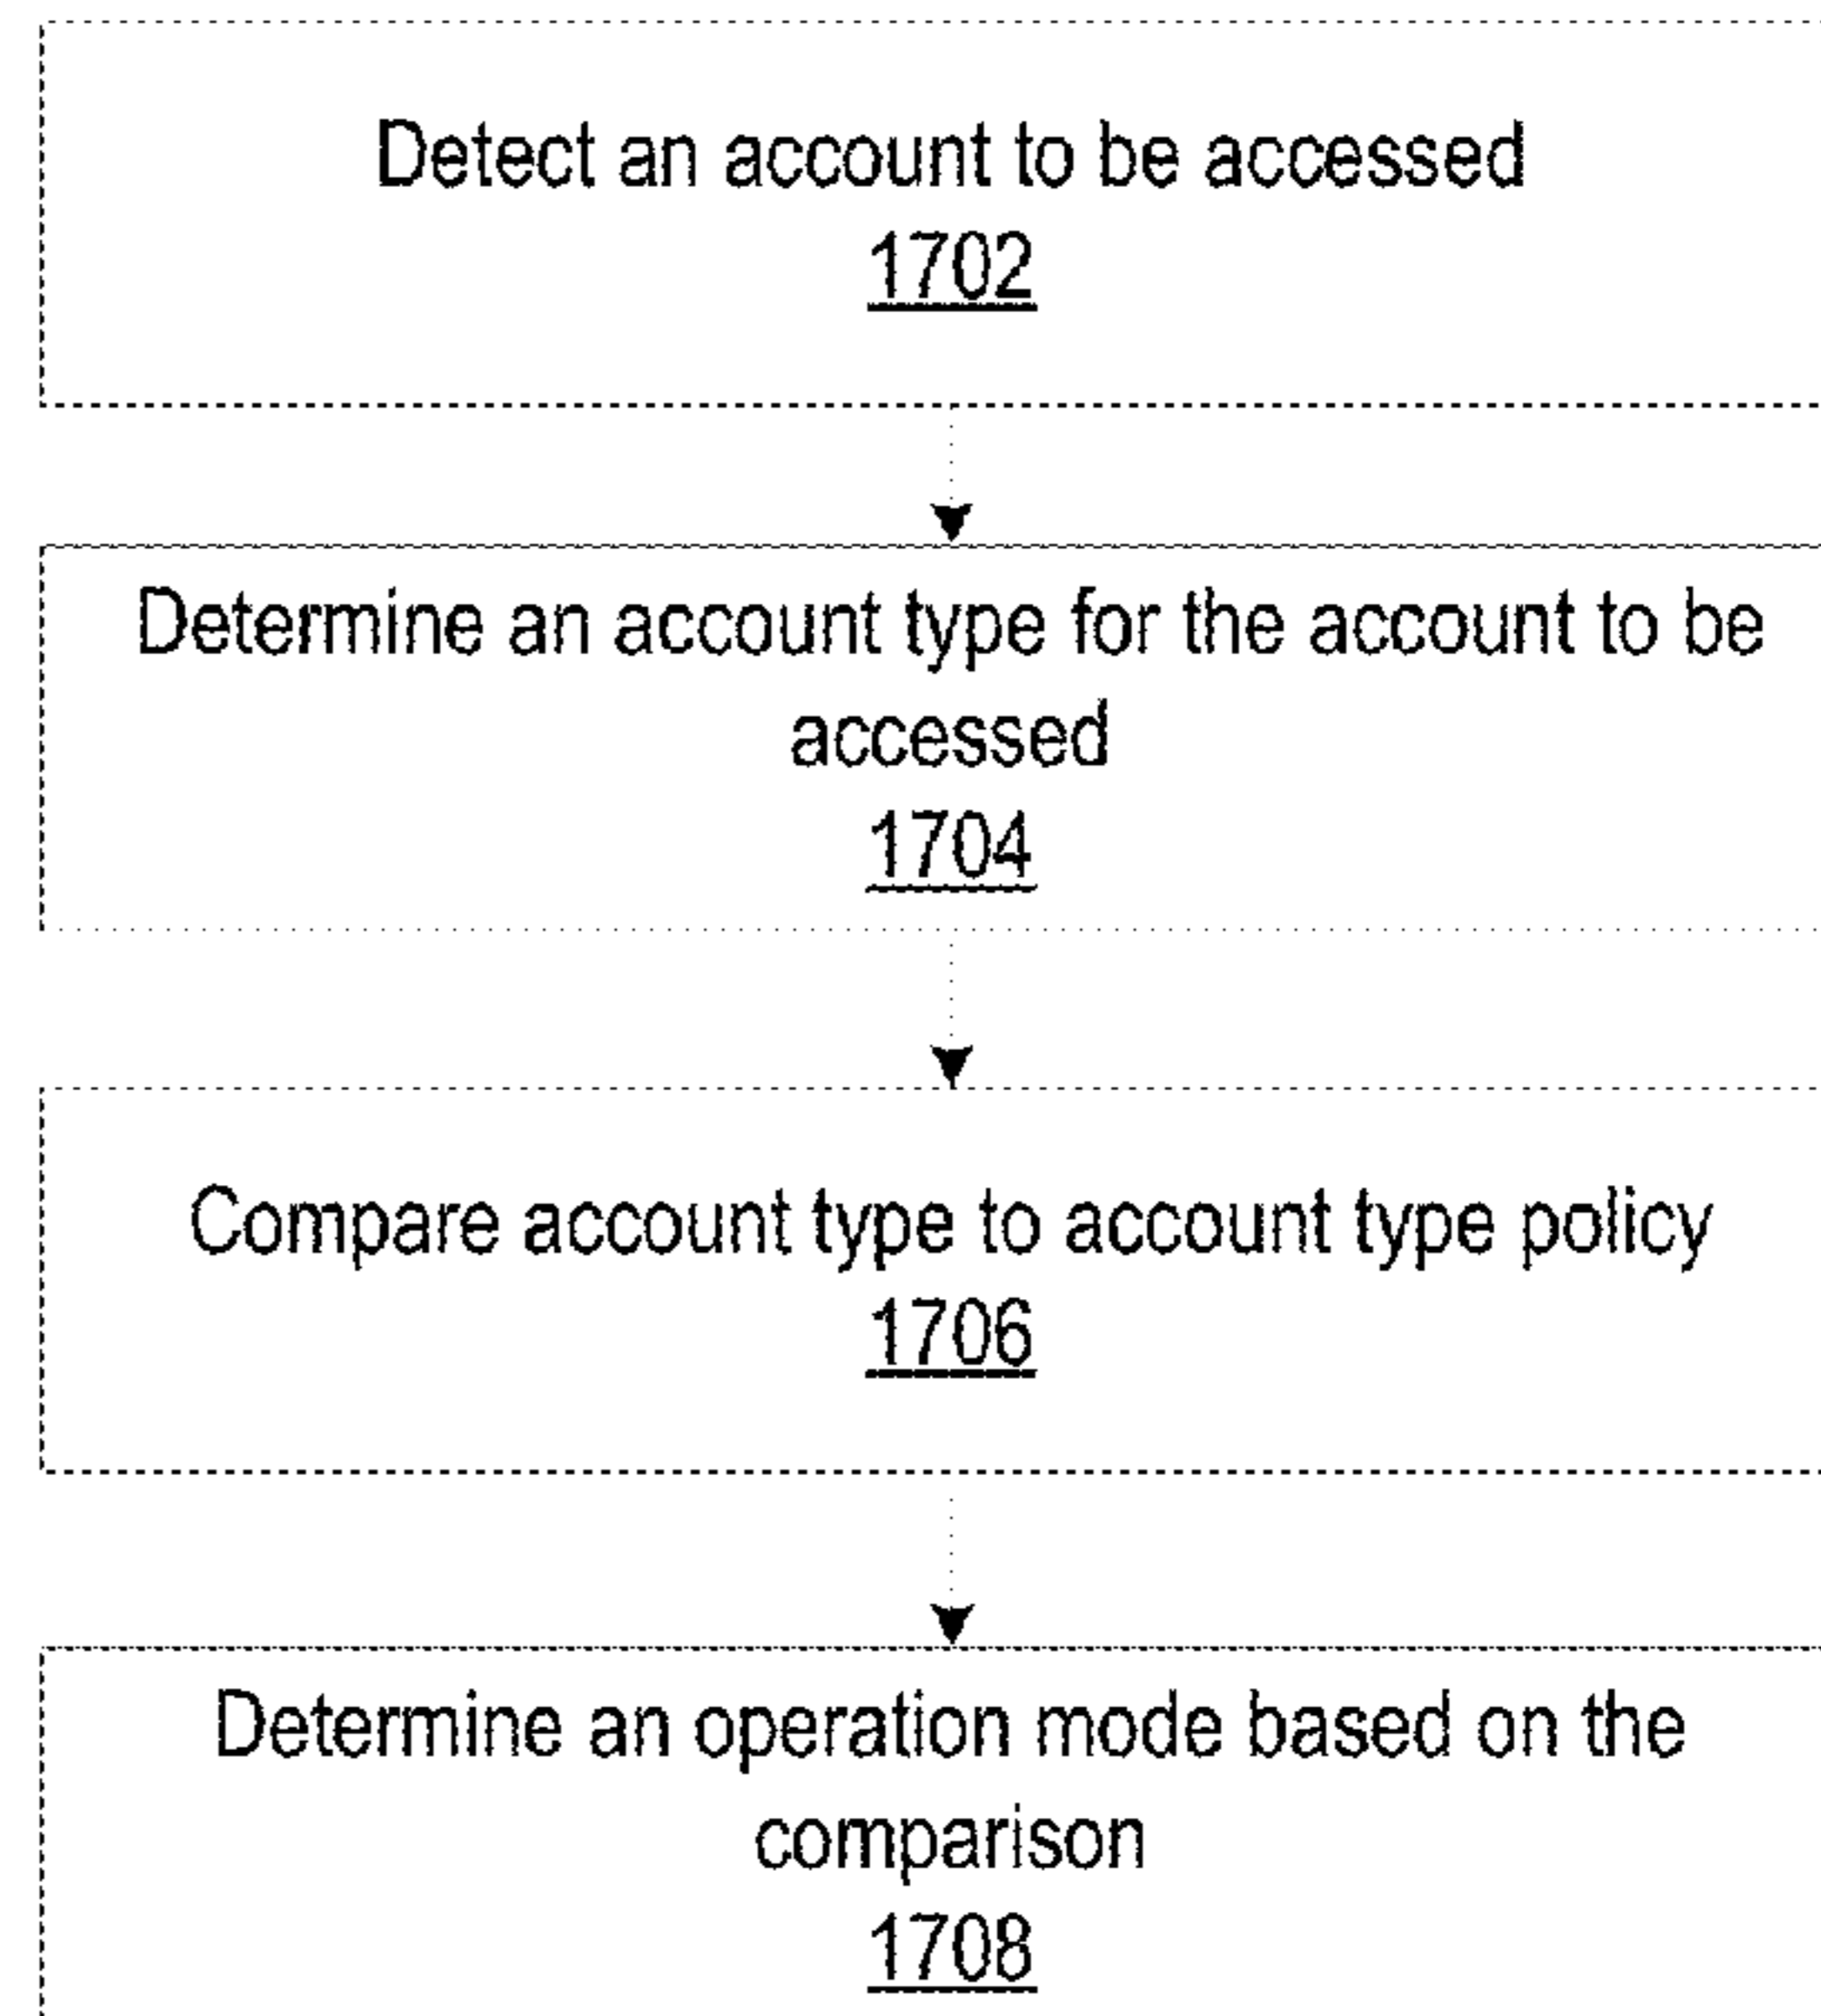 Detect an account to be accessed
1702
Determine an account type for the account to be
accessed
1704
Compare account type to account type policy
1706
Determine an operation mode based on the
comparison
1708